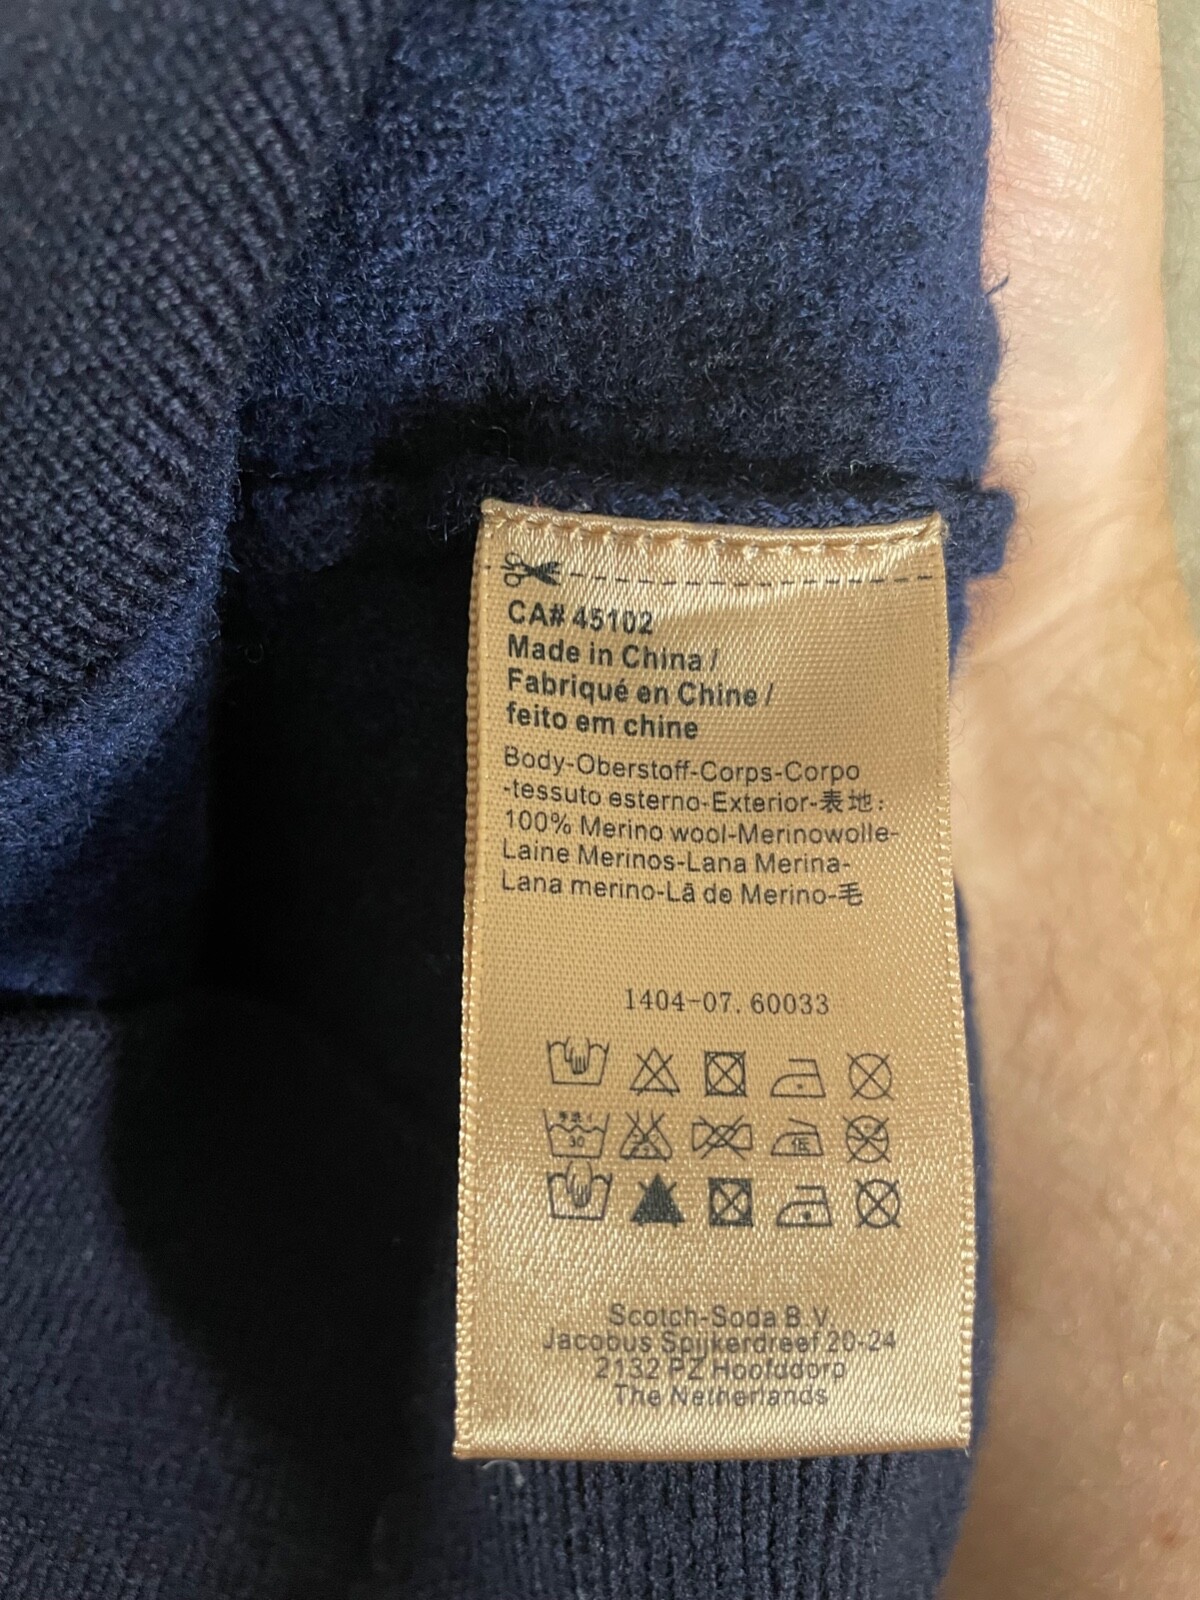 CA# 45102
Made in China /
Fabriqué en Chine /
feito em chine
Body-Oberstoff-Corps-Corpo
-tessuto esterno-Exterior-表地:
100% Merino wool-Merinowolle-
Laine Merinos-Lana Merina-
Lana merino-Lã de Merino-毛
1404-07. 60033
30
Scotch-Soda B.V.
Jacobus Spijkerdreef 20-24
2132 PZ Hoofddorp
The Netherlands